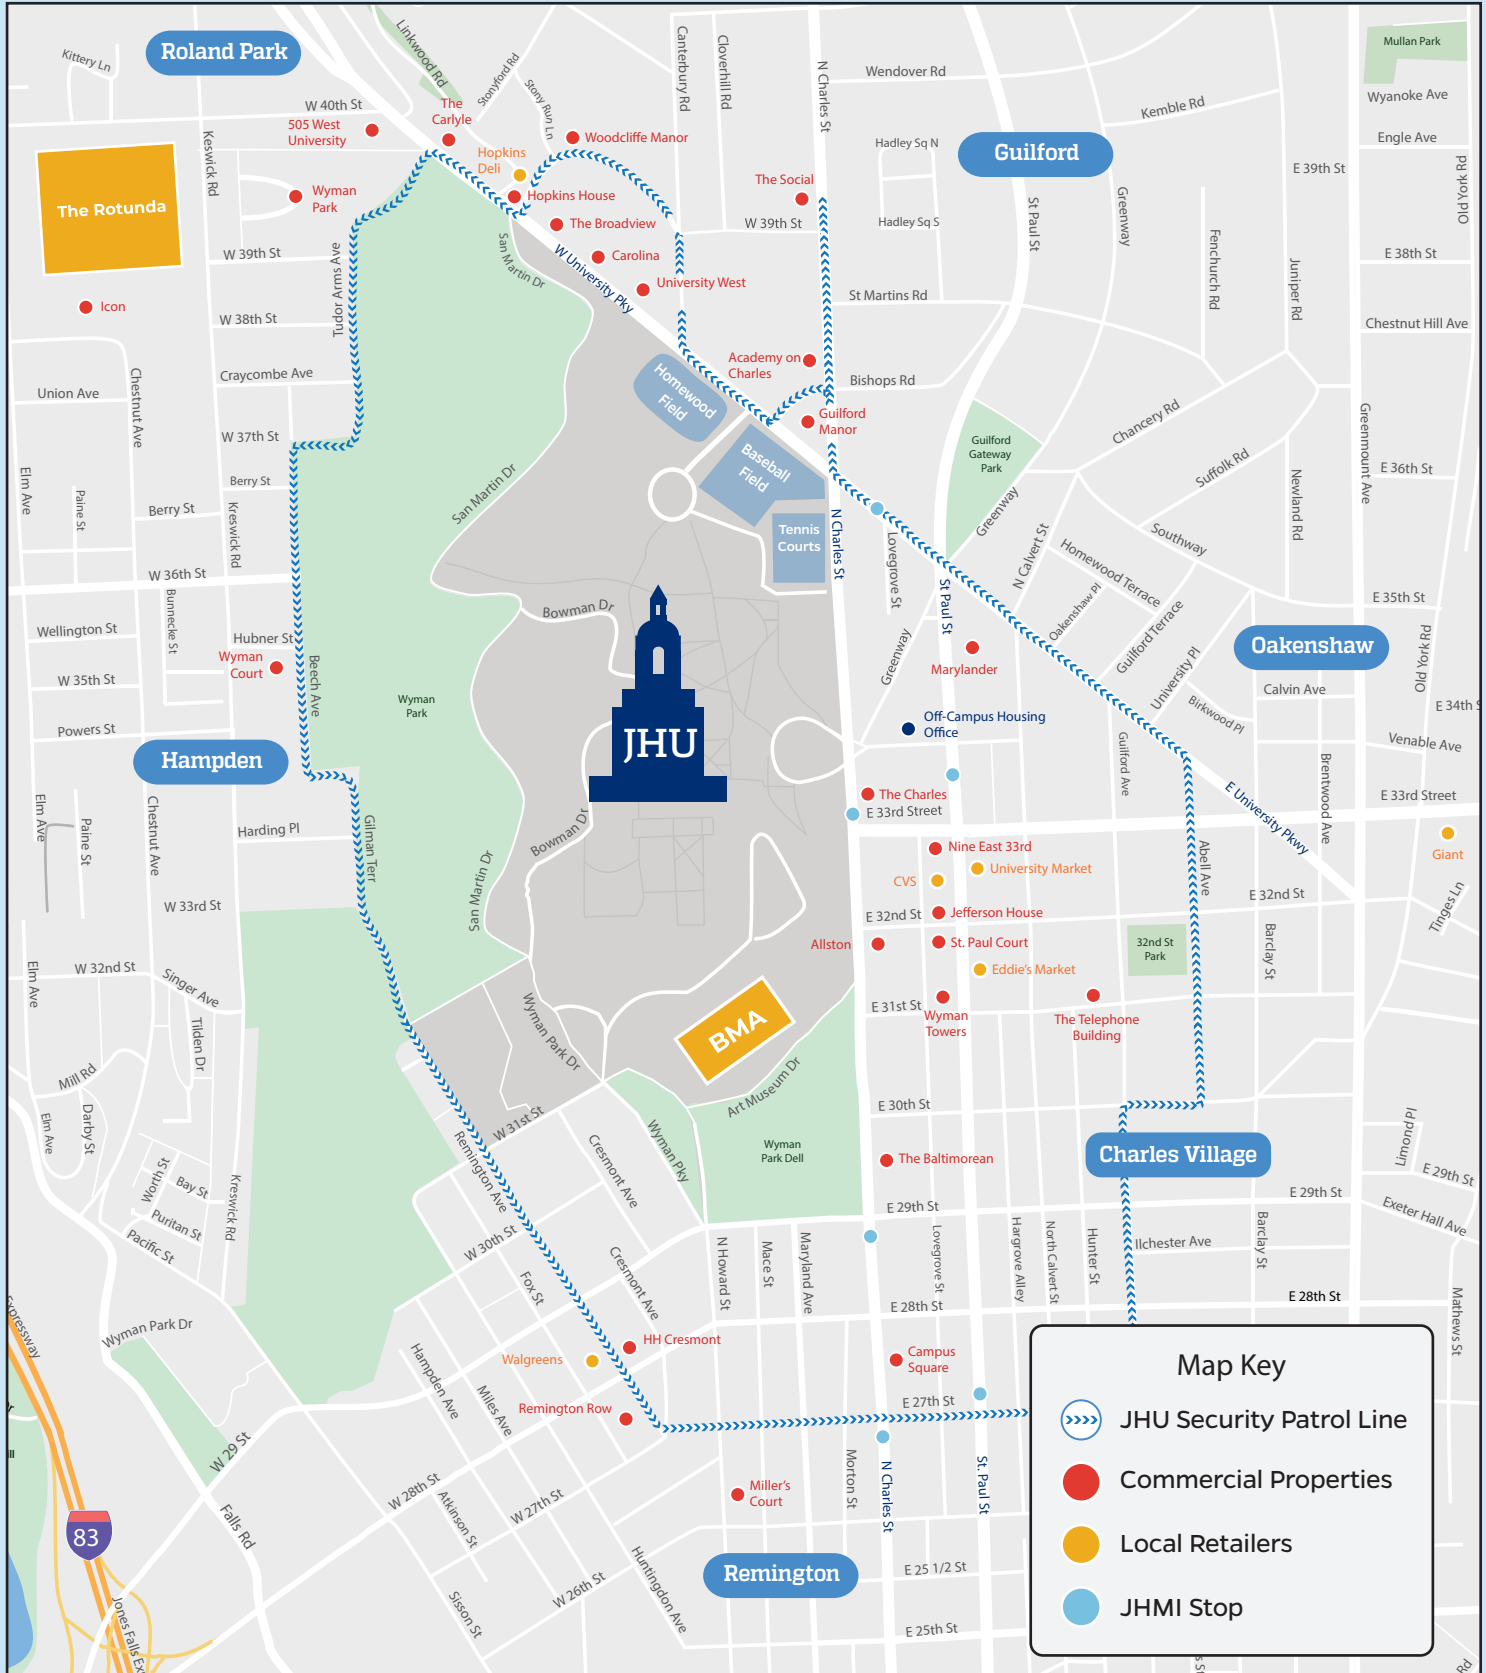 Roland Park
Kittery Ln
Linkwood Rd
Stonyford Rd
Stony Run Ln
Canterbury Rd
Cloverhill Rd
N Charles St
Wendover Rd
Mullan Park
Wyanoke Ave
Kemble Rd
Engle Ave
W 40th St
505 West
University
The
Carlyle
Woodcliffe Manor
Hopkins
Deli
Hopkins House
Hadley Sq N
Guilford
E 39th St
Old York Rd
The Rotunda
Keswick Rd
Wyman
Park
The Social
The Broadview
W 39th St
Hadley Sq S
St Paul St
Greenway
Fenchurch Rd
Juniper Rd
E 38th St
W 39th St
Tudor Arms Ave
San Martin Dr
W University Pky
Carolina
University West
St Martins Rd
Icon
W 38th St
Chestnut Hill Ave
Union Ave
Chestnut Ave
Craycombe Ave
Homewood
Field
Academy on
Charles
Bishops Rd
Guilford
Manor
Chancery Rd
Greenmount Ave
W 37th St
Guilford
Gateway
Park
Elm Ave
Paine St
Berry St
Berry St
Kreswick Rd
San Martin Dr
Baseball
Field
Suffolk Rd
Newland Rd
E 36th St
Tennis
Courts
N Charles St
Lovegrove St
Greenway
N Calvert St
Southway
Homewood Terrace
W 36th St
Bunnecke St
Bowman Dr
St Paul St
Oakenshaw Pl
Guilford Terrace
E 35th St
Wellington St
Hubner St
Wyman
Court
Beech Ave
Greenway
Marylander
University Pl
Oakenshaw
Old York Rd
W 35th St
Wyman
Park
Calvin Ave
Birkwood Pl
E 34th S
Powers St
JHU
Off-Campus Housing
Office
Guilford Ave
Venable Ave
Hampden
Brentwood Ave
The Charles
E 33rd Street
E University Pkwy
E 33rd Street
Elm Ave
Paine St
Chestnut Ave
Harding Pl
Gilman Terr
Bowman Dr
San Martin Dr
Nine East 33rd
University Market
CVS
Abell Ave
Giant
W 33rd St
E 32nd St
Jefferson House
E 32nd St
Tinges Ln
Allston
St. Paul Court
32nd St
Park
Barclay St
Eddie's Market
Elm Ave
W 32nd St
Singer Ave
Tilden Dr
Wyman Park Dr
BMA
E 31st St
Wyman
Towers
The Telephone
Building
Mill Rd
Darby St
Elm Ave
Art Museum Dr
E 30th St
W 31st St
Remington Ave
Cresmont Ave
Wyman Pky
Wyman
Park Dell
The Baltimorean
Charles Village
Limond Pl
Worth St
Bay St
Puritan St
Pacific St
Kreswick Rd
E 29th St
E 29th St
E 29th St
Exeter Hall Ave
W 30th St
Fox St
Cresmont Ave
N Howard St
Mace St
Maryland Ave
Lovegrove St
Hargrove Alley
North Calvert St
Hunter St
Ilchester Ave
Barclay St
Mathews St
Expressway
Wyman Park Dr
E 28th St
E 28th St
HH Cresmont
Walgreens
Remington Row
Hampden Ave
Miles Ave
Campus
Square
E 27th St
W 29 St
Falls Rd
W 28th St
Atkinson St
W 27th St
Miller's
Court
Morton St
N Charles St
St. Paul St
83
Jones Falls Ex
Sisson St
W 26th St
Huntingdon Ave
Remington
E 25 1/2 St
E 25th St
Map Key
JHU Security Patrol Line
Commercial Properties
Local Retailers
JHMI Stop
Rd